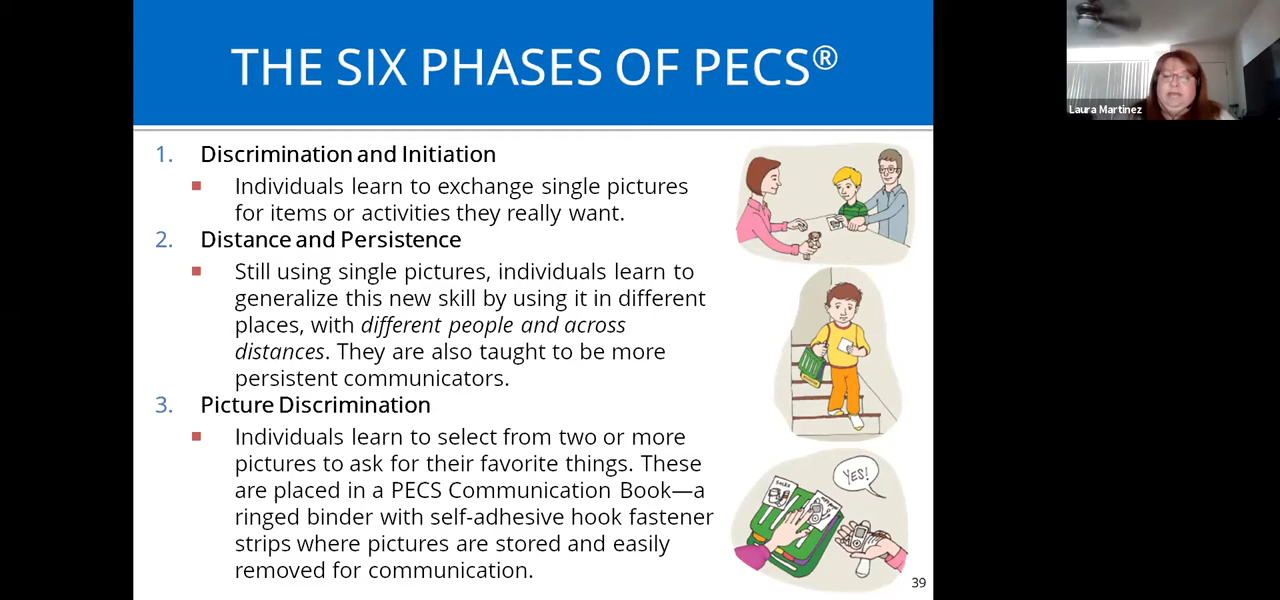 THE SIX PHASES OF PECS®
Laura Martinez
1. Discrimination and Initiation
Individuals learn to exchange single pictures
for items or activities they really want.
2. Distance and Persistence
Still using single pictures, individuals learn to
generalize this new skill by using it in different
places, with different people and across
distances. They are also taught to be more
persistent communicators.
3. Picture Discrimination
Individuals learn to select from two or more
pictures to ask for their favorite things. These
are placed in a PECS Communication Book—a
ringed binder with self-adhesive hook fastener
strips where pictures are stored and easily
removed for communication.
YES!
39